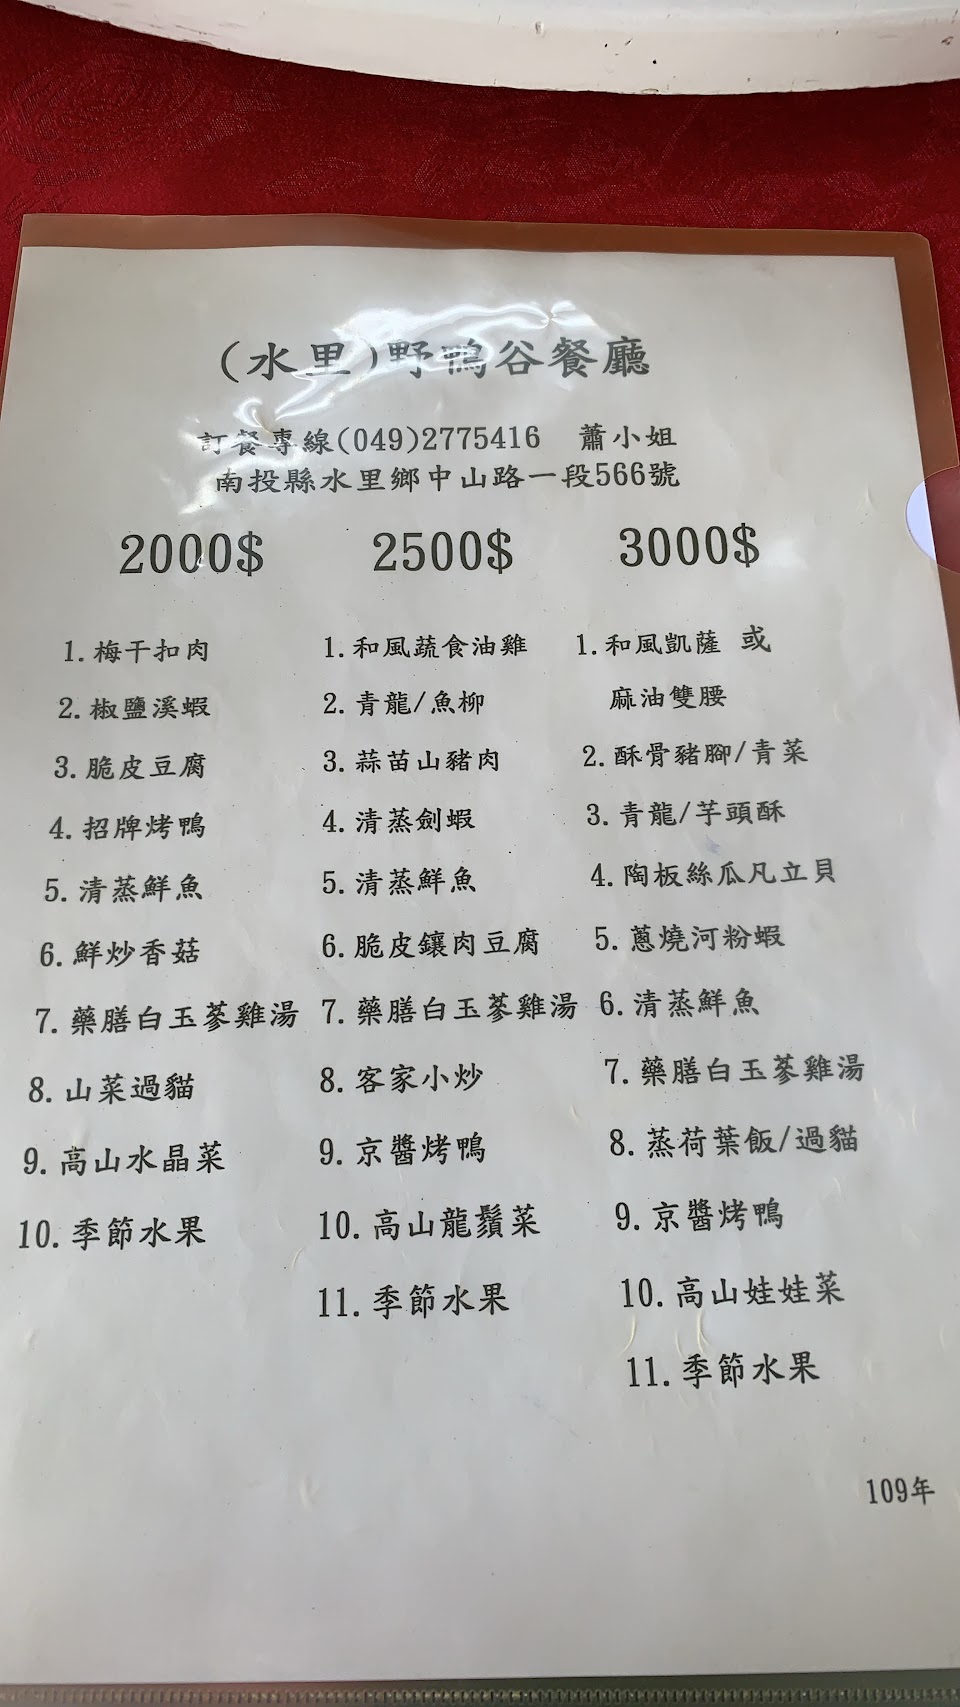 (水里)野鴨谷餐廳
訂餐專線(049)2775416 蕭小姐
南投縣水里鄉中山路一段566號
2000$
1.梅干扣肉
2.椒鹽溪蝦
3.脆皮豆腐
4.招牌烤鴨
5.清蒸鮮魚
6.鮮炒香菇
7.藥膳白玉蔘雞湯
8.山菜過貓
9.高山水晶菜
10.季節水果
2500$
1.和風蔬食油雞
2.青龍/魚柳
3.蒜苗山豬肉
4.清蒸劍蝦
5.清蒸鮮魚
6.脆皮鑲肉豆腐
7.藥膳白玉蔘雞湯
8.客家小炒
9.京醬烤鴨
10.高山龍鬚菜
11.季節水果
3000$
1.和風凱薩 或
麻油雙腰
2.酥骨豬腳/青菜
3.青龍/芋頭酥
4.陶板絲瓜凡立貝
5.蔥燒河粉蝦
6.清蒸鮮魚
7.藥膳白玉蔘雞湯
8.蒸荷葉飯/過貓
9.京醬烤鴨
10.高山娃娃菜
11.季節水果
109年